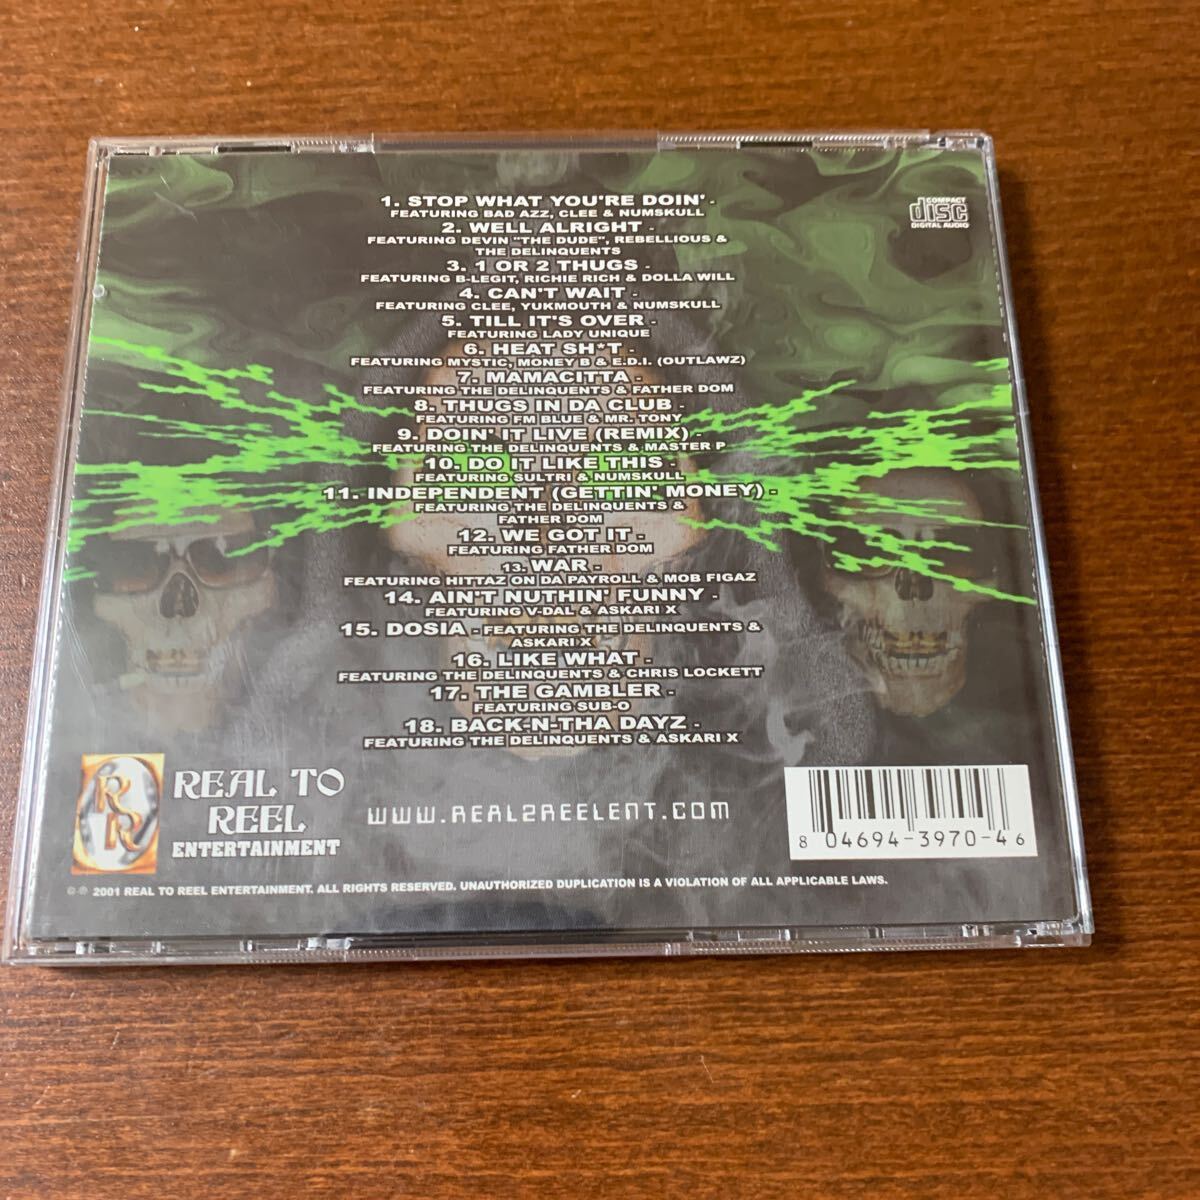 1. STOP WHAT YOU'RE DOIN' -
FEATURING BAD AZZ, CLEE & NUMSKULL
2. WELL ALRIGHT -
FEATURING DEVIN "THE DUDE", REBELLIOUS &
THE DELINQUENTS
3. 1 OR 2 THUGS -
FEATURING B-LEGIT, RICHIE RICH & DOLLA WILL
4. CAN'T WAIT -
FEATURING CLEE, YUKMOUTH & NUMSKULL
5. TILL IT'S OVER -
FEATURING LADY UNIQUE
6. HEAT SH*T -
FEATURING MYSTIC, MONEY B & E.D.I. (OUTLAWZ)
7. MAMACITTA -
FEATURING THE DELINQUENTS & FATHER DOM
8. THUGS IN DA CLUB -
FEATURING FM BLUE & MR. TONY
9. DOIN' IT LIVE (REMIX) -
FEATURING THE DELINQUENTS & MASTER P
10. DO IT LIKE THIS -
FEATURING SULTRI & NUMSKULL
11. INDEPENDENT (GETTIN' MONEY) -
FEATURING THE DELINQUENTS &
FATHER DOM
12. WE GOT IT -
FEATURING FATHER DOM
13. WAR -
FEATURING HITTAZ ON DA PAYROLL & MOB FIGAZ
14. AIN'T NUTHIN' FUNNY -
FEATURING V-DAL & ASKARI X
15. DOSIA - FEATURING THE DELINQUENTS &
ASKARI X
16. LIKE WHAT -
FEATURING THE DELINQUENTS & CHRIS LOCKETT
17. THE GAMBLER -
FEATURING SUB-O
18. BACK-N-THA DAYZ -
FEATURING THE DELINQUENTS & ASKARI X
COMPACT
disc
DIGITAL AUDIO
R
R
REAL TO
REEL
ENTERTAINMENT
WWW.REAL2REELENT.COM
8 04694-3970-4 6
© ℗ 2001 REAL TO REEL ENTERTAINMENT. ALL RIGHTS RESERVED. UNAUTHORIZED DUPLICATION IS A VIOLATION OF ALL APPLICABLE LAWS.